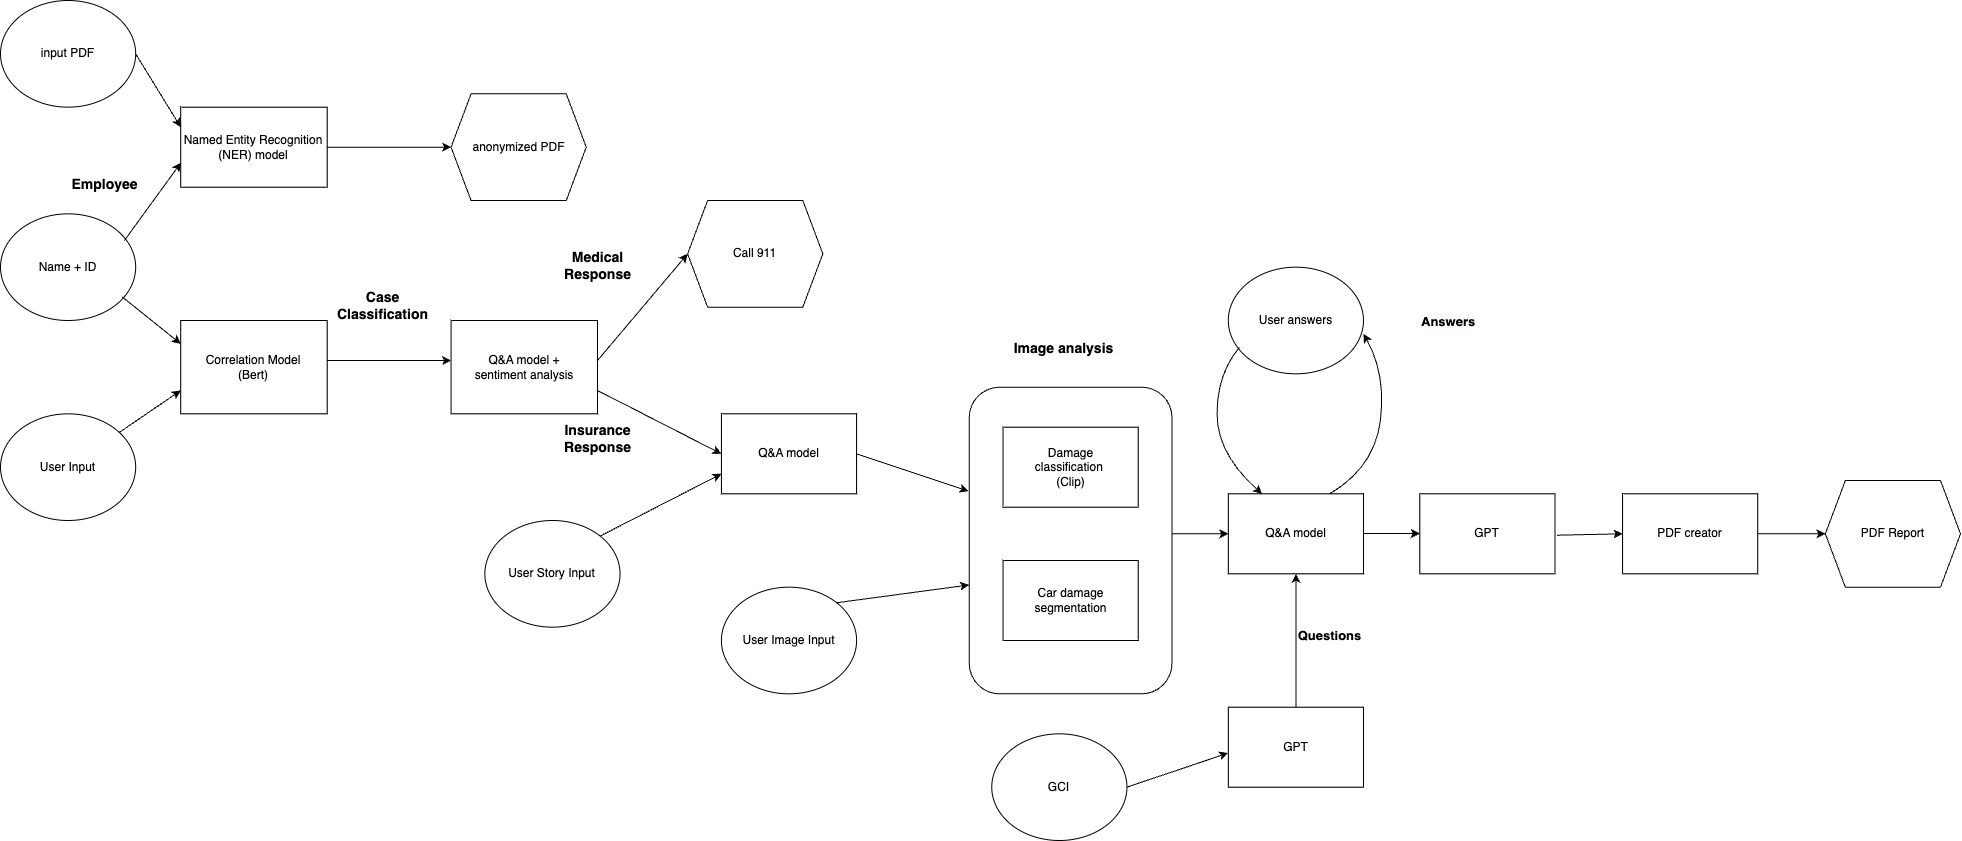 input PDF
Named Entity Recognition
(NER) model
anonymized PDF
Employee
Name + ID
Medical
Response
Call 911
Case
Classification
Correlation Model
(Bert)
Q&A model +
sentiment analysis
User Input
Insurance
Response
Q&A model
User Story Input
User Image Input
Image analysis
Damage
classification
(Clip)
Car damage
segmentation
User answers
Answers
Q&A model
GPT
PDF creator
PDF Report
Questions
GPT
GCI